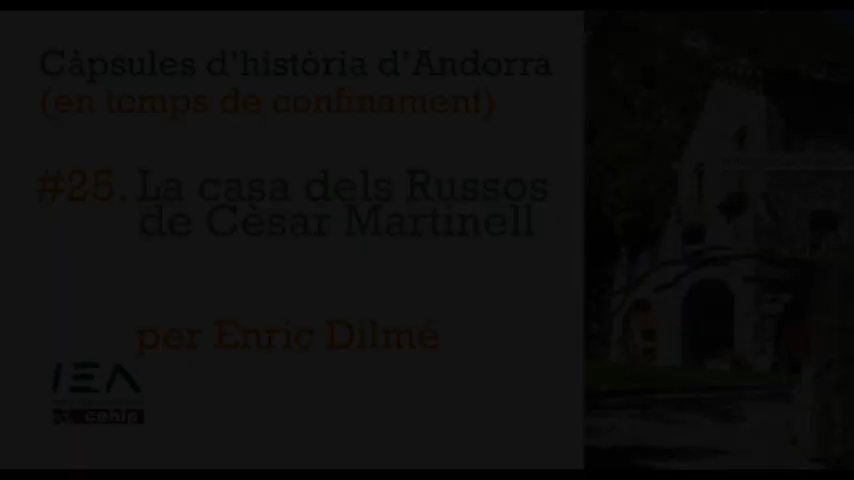 Càpsules d'història d'Andorra
(en temps de confinament)
#25. La casa dels Russos
de Cèsar Martinell
per Enric Dilmé
IEA
cehip